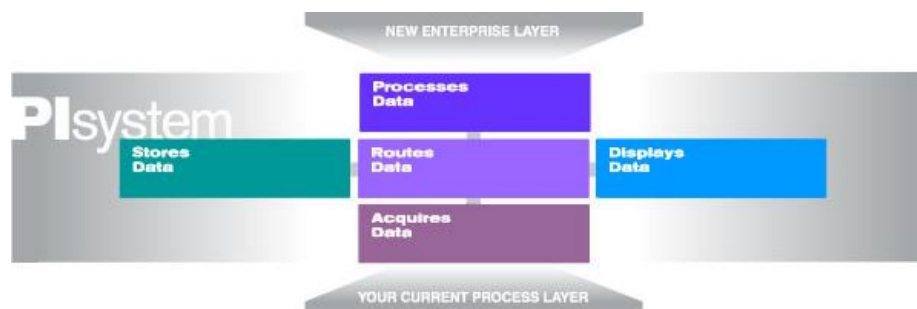 NEW ENTERPRISE LAYER
Processes
Data
PIsystem
Stores
Data
Routes
Data
Displays
Data
Acquires
Data
YOUR CURRENT PROCESS LAYER